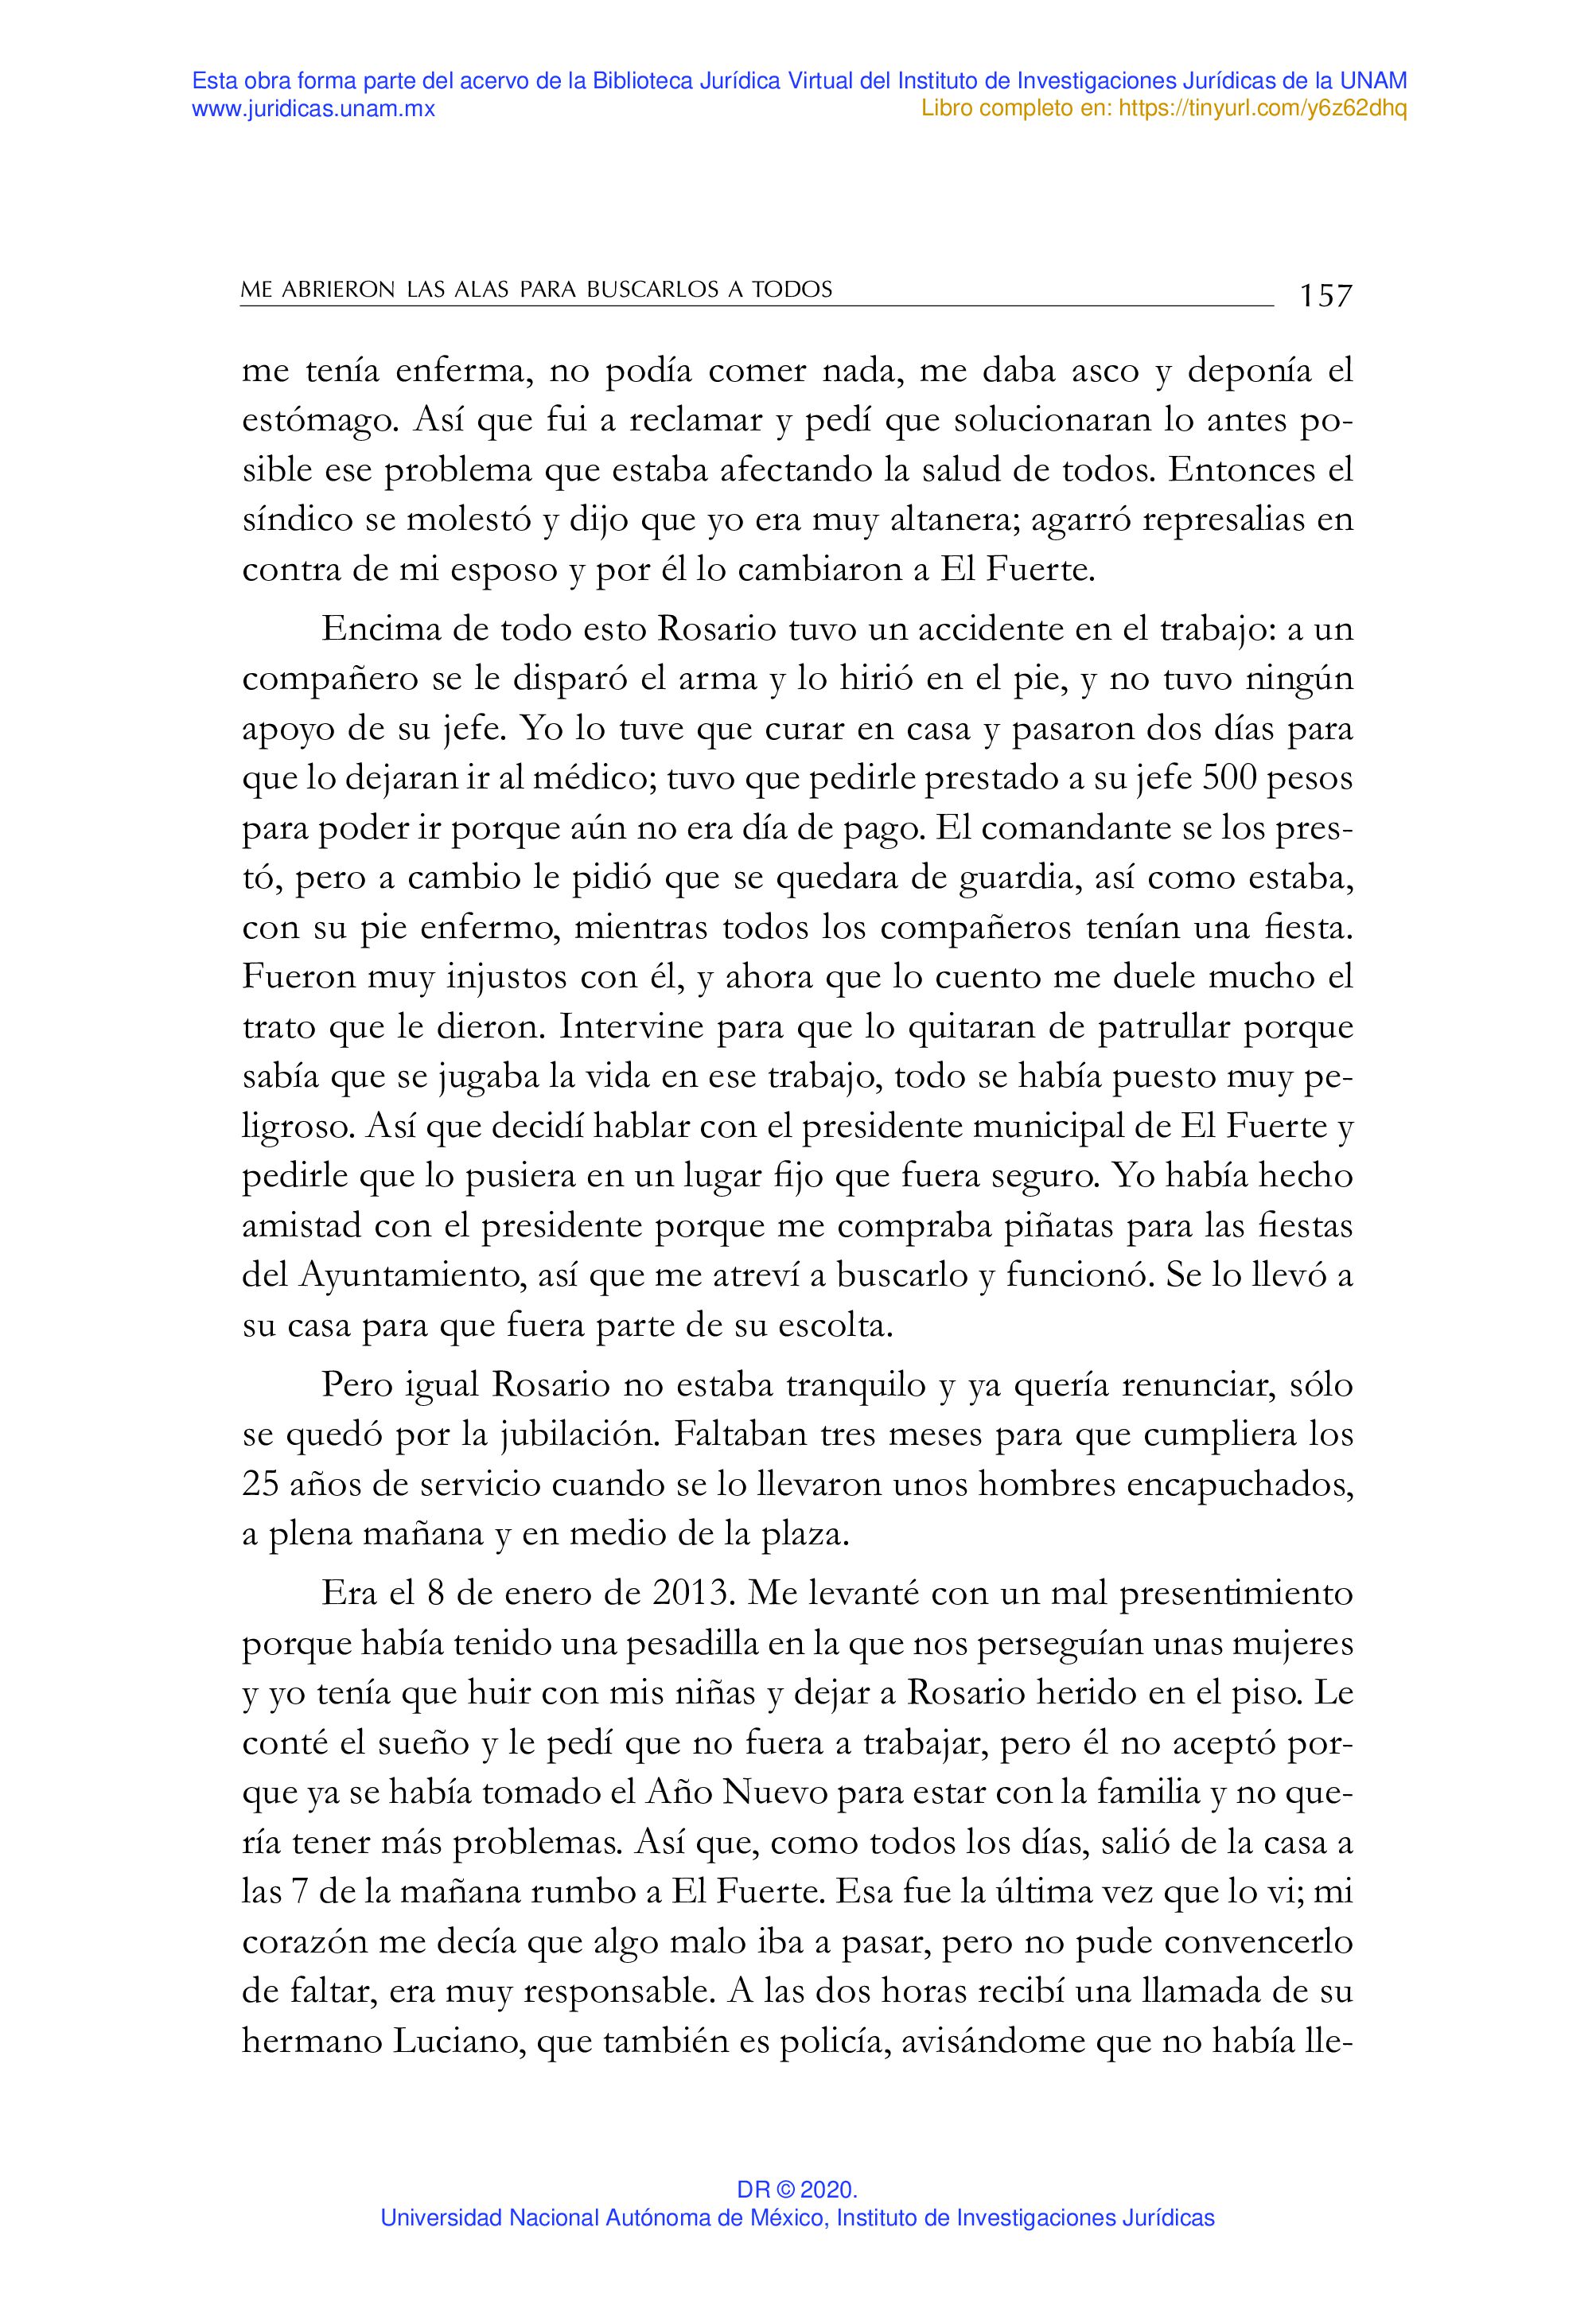 Esta obra forma parte del acervo de la Biblioteca Jurídica Virtual del Instituto de Investigaciones Jurídicas de la UNAM
www.juridicas.unam.mx
Libro completo en: https://tinyurl.com/y6z62dhq
ME ABRIERON LAS ALAS PARA BUSCARLOS A TODOS
157
me tenía enferma, no podía comer nada, me daba asco y deponía el
estómago. Así que fui a reclamar y pedí que solucionaran lo antes po-
sible ese problema que estaba afectando la salud de todos. Entonces el
síndico se molestó y dijo que yo era muy altanera; agarró represalias en
contra de mi esposo y por él lo cambiaron a El Fuerte.
Encima de todo esto Rosario tuvo un accidente en el trabajo: a un
compañero se le disparó el arma y lo hirió en el pie, y no tuvo ningún
apoyo de su jefe. Yo lo tuve que curar en casa y pasaron dos días para
que lo dejaran ir al médico; tuvo que pedirle prestado a su jefe 500 pesos
para poder ir porque aún no era día de pago. El comandante se los pres-
tó, pero a cambio le pidió que se quedara de guardia, así como estaba,
con su pie enfermo, mientras todos los compañeros tenían una fiesta.
Fueron muy injustos con él, y ahora que lo cuento me duele mucho el
trato que le dieron. Intervine para que lo quitaran de patrullar porque
sabía que se jugaba la vida en ese trabajo, todo se había puesto muy pe-
ligroso. Así que decidí hablar con el presidente municipal de El Fuerte y
pedirle que lo pusiera en un lugar fijo que fuera seguro. Yo había hecho
amistad con el presidente porque me compraba piñatas para las fiestas
del Ayuntamiento, así que me atreví a buscarlo y funcionó. Se lo llevó a
su casa para que fuera parte de su escolta.
Pero igual Rosario no estaba tranquilo y ya quería renunciar, sólo
se quedó por la jubilación. Faltaban tres meses para que cumpliera los
25 años de servicio cuando se lo llevaron unos hombres encapuchados,
a plena mañana y en medio de la plaza.
Era el 8 de enero de 2013. Me levanté con un mal presentimiento
porque había tenido una pesadilla en la que nos perseguían unas mujeres
y yo tenía que huir con mis niñas y dejar a Rosario herido en el piso. Le
conté el sueño y le pedí que no fuera a trabajar, pero él no aceptó por-
que ya se había tomado el Año Nuevo para estar con la familia y no que-
ría tener más problemas. Así que, como todos los días, salió de la casa a
las 7 de la mañana rumbo a El Fuerte. Esa fue la última vez que lo vi; mi
corazón me decía que algo malo iba a pasar, pero no pude convencerlo
de faltar, era muy responsable. A las dos horas recibí una llamada de su
hermano Luciano, que también es policía, avisándome que no había lle-
DR © 2020.
Universidad Nacional Autónoma de México, Instituto de Investigaciones Jurídicas